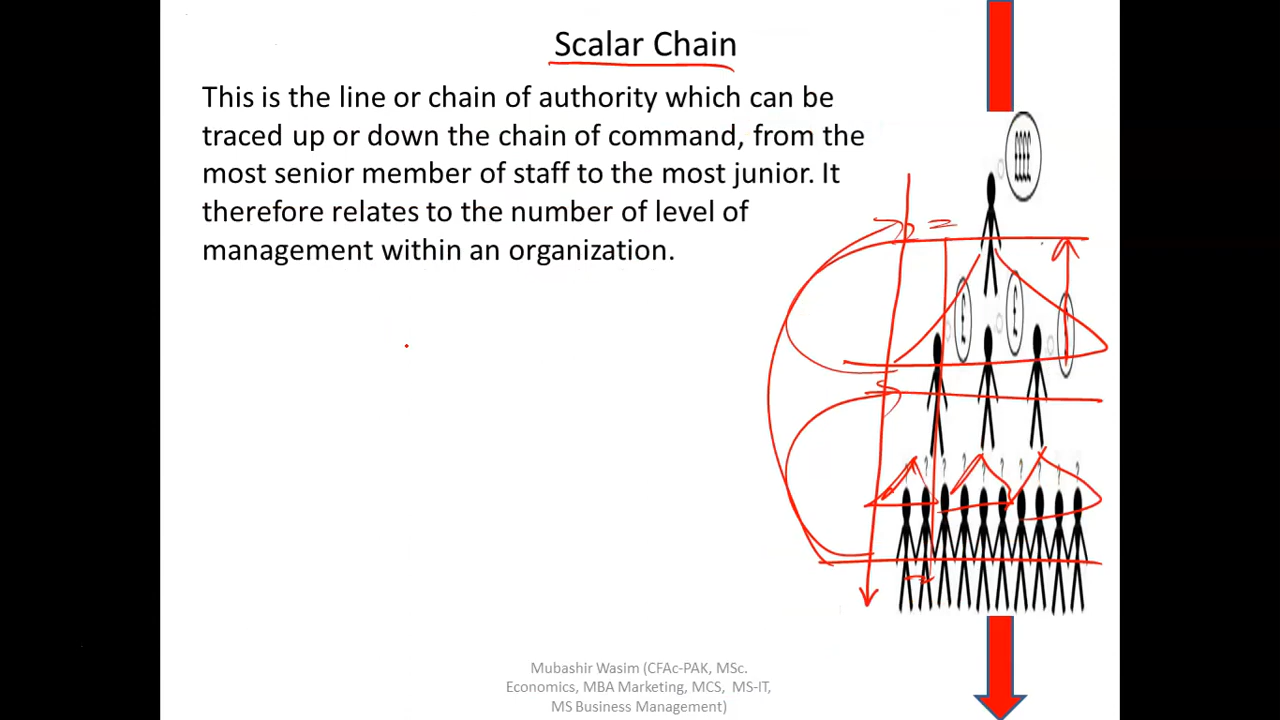 Scalar Chain
This is the line or chain of authority which can be
traced up or down the chain of command, from the
most senior member of staff to the most junior. It
therefore relates to the number of level of
management within an organization.
££££
£
£
? ? ? ? ? ? ? ? ?
Mubashir Wasim (CFAc-PAK, MSc.
Economics, MBA Marketing, MCS, MS-IT,
MS Business Management)